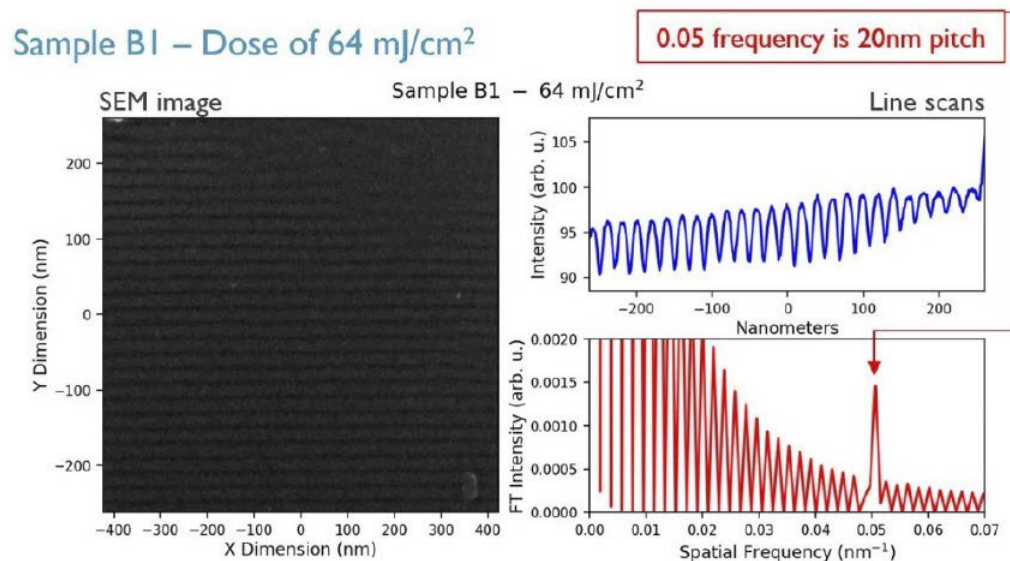 Sample B1 – Dose of 64 mJ/cm²
0.05 frequency is 20nm pitch
Sample B1 – 64 mJ/cm²
SEM image
Line scans
Y Dimension (nm)
200
100
0
−100
−200
−400 −300 −200 −100 0 100 200 300 400
X Dimension (nm)
Intensity (arb. u.)
105
100
95
90
−200 −100 0 100 200
Nanometers
FT Intensity (arb. u.)
0.0020
0.0015
0.0010
0.0005
0.0000
0.00 0.01 0.02 0.03 0.04 0.05 0.06 0.07
Spatial Frequency (nm⁻¹)